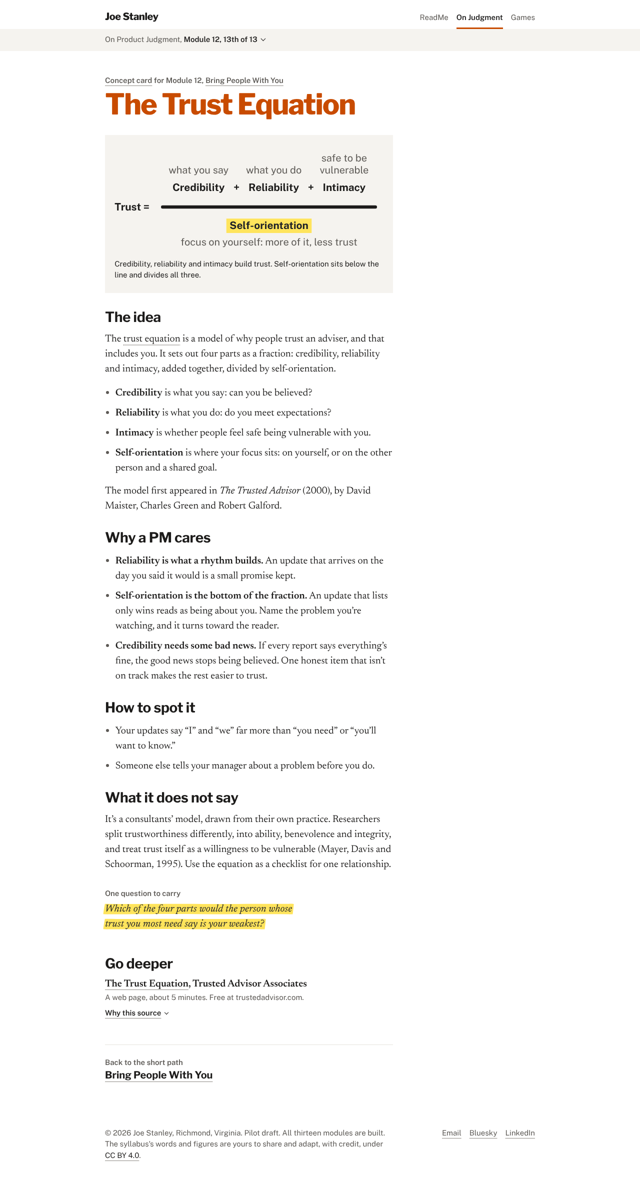 Joe Stanley
ReadMe On Judgment Games
On Product Judgment, Module 12, 13th of 13
Concept card for Module 12, Bring People With You
The Trust Equation
safe to be
what you say what you do vulnerable
Credibility + Reliability + Intimacy
Trust =
Self-orientation
focus on yourself: more of it, less trust
Credibility, reliability and intimacy build trust. Self-orientation sits below the
line and divides all three.
The idea
The trust equation is a model of why people trust an adviser, and that
includes you. It sets out four parts as a fraction: credibility, reliability
and intimacy, added together, divided by self-orientation.
• Credibility is what you say: can you be believed?
• Reliability is what you do: do you meet expectations?
• Intimacy is whether people feel safe being vulnerable with you.
• Self-orientation is where your focus sits: on yourself, or on the other
person and a shared goal.
The model first appeared in The Trusted Advisor (2000), by David
Maister, Charles Green and Robert Galford.
Why a PM cares
• Reliability is what a rhythm builds. An update that arrives on the
day you said it would is a small promise kept.
• Self-orientation is the bottom of the fraction. An update that lists
only wins reads as being about you. Name the problem you’re
watching, and it turns toward the reader.
• Credibility needs some bad news. If every report says everything’s
fine, the good news stops being believed. One honest item that isn’t
on track makes the rest easier to trust.
How to spot it
• Your updates say “I” and “we” far more than “you need” or “you’ll
want to know.”
• Someone else tells your manager about a problem before you do.
What it does not say
It’s a consultants’ model, drawn from their own practice. Researchers
split trustworthiness differently, into ability, benevolence and integrity,
and treat trust itself as a willingness to be vulnerable (Mayer, Davis and
Schoorman, 1995). Use the equation as a checklist for one relationship.
One question to carry
Which of the four parts would the person whose
trust you most need say is your weakest?
Go deeper
The Trust Equation, Trusted Advisor Associates
A web page, about 5 minutes. Free at trustedadvisor.com.
Why this source
Back to the short path
Bring People With You
© 2026 Joe Stanley, Richmond, Virginia. Pilot draft. All thirteen modules are built.
The syllabus’s words and figures are yours to share and adapt, with credit, under
CC BY 4.0.
Email Bluesky LinkedIn